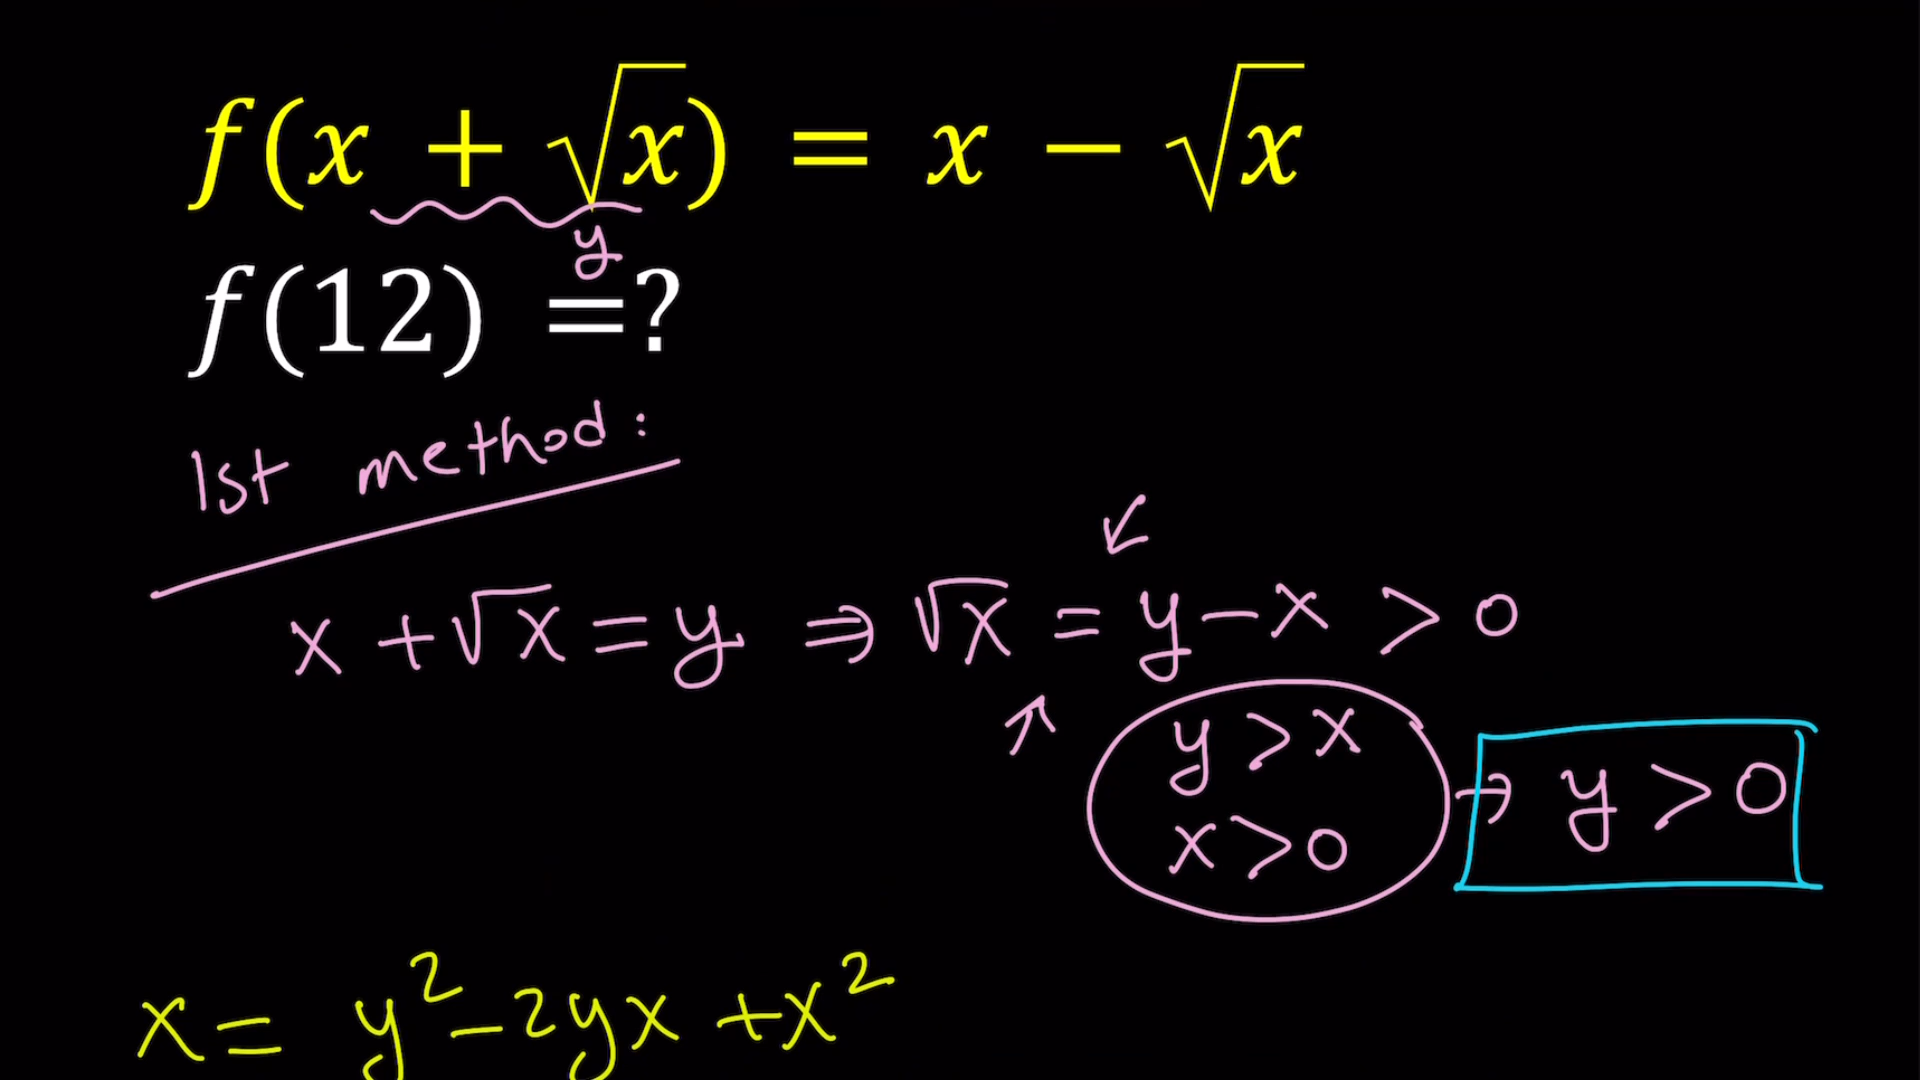 f(x + √x) = x − √x
y
f(12) =?
1st method:
x + √x = y ⇒ √x = y − x > 0
y > x
x > 0
⇒ y > 0
x = y² − 2yx + x²